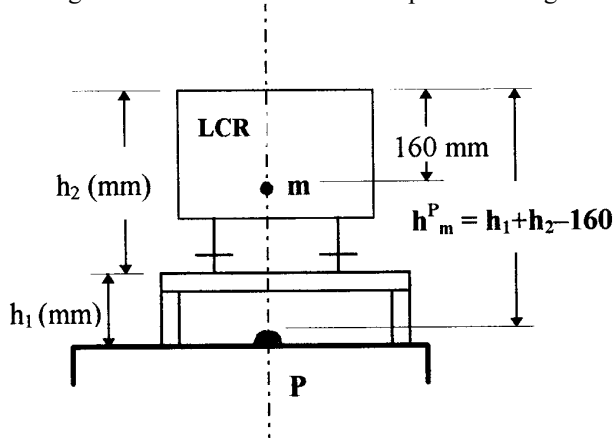 LCR
160 mm
h₂ (mm)
m
hᴾₘ = h₁+h₂–160
h₁ (mm)
P